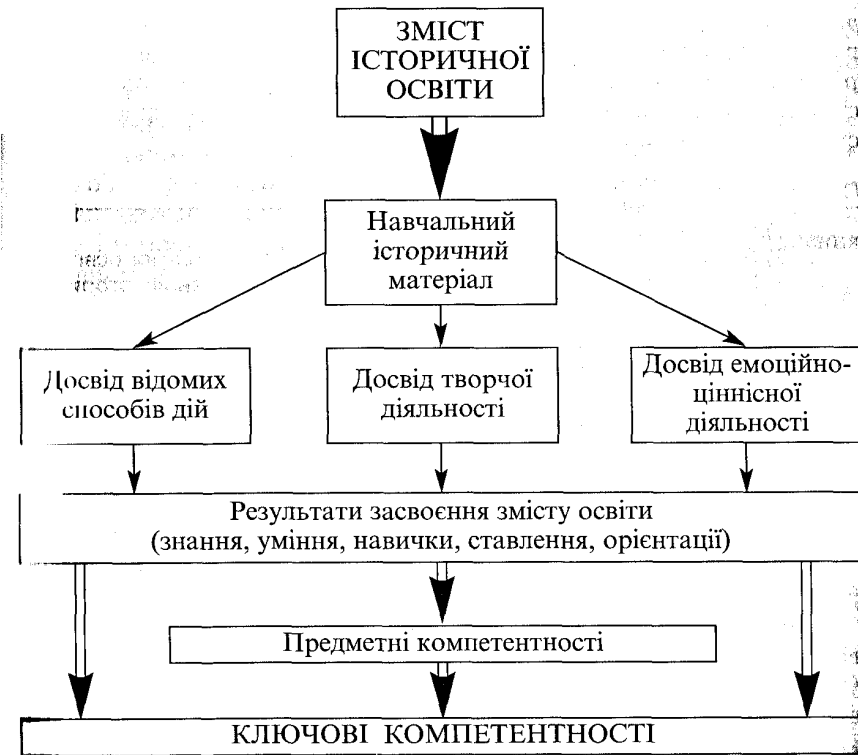 ЗМІСТ
ІСТОРИЧНОЇ
ОСВІТИ
Навчальний
історичний
матеріал
Досвід відомих
способів дій
Досвід творчої
діяльності
Досвід емоційно-
ціннісної
діяльності
Результати засвоєння змісту освіти
(знання, уміння, навички, ставлення, орієнтації)
Предметні компетентності
КЛЮЧОВІ КОМПЕТЕНТНОСТІ